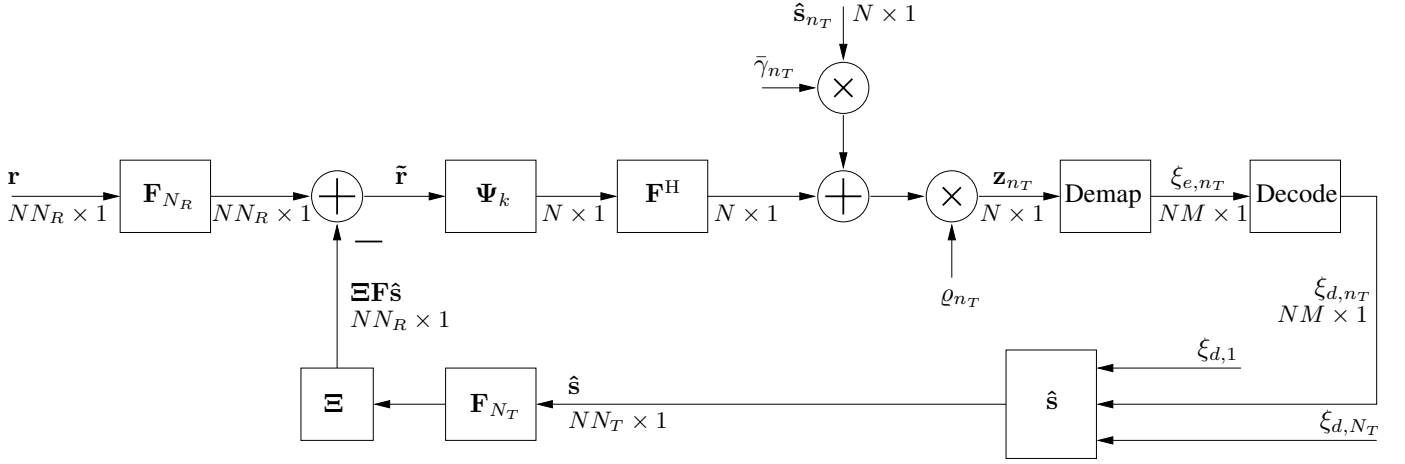 ŝ_{n_T} N × 1
γ̄_{n_T}
×
r
NN_R × 1
F_{N_R}
NN_R × 1
+
r̃
−
Ψ_k
N × 1
F^H
N × 1
+
×
ϱ_{n_T}
z_{n_T}
N × 1
Demap
ξ_{e,n_T}
NM × 1
Decode
ξ_{d,n_T}
NM × 1
ΞFŝ
NN_R × 1
Ξ
F_{N_T}
ŝ
NN_T × 1
ŝ
ξ_{d,1}
ξ_{d,N_T}